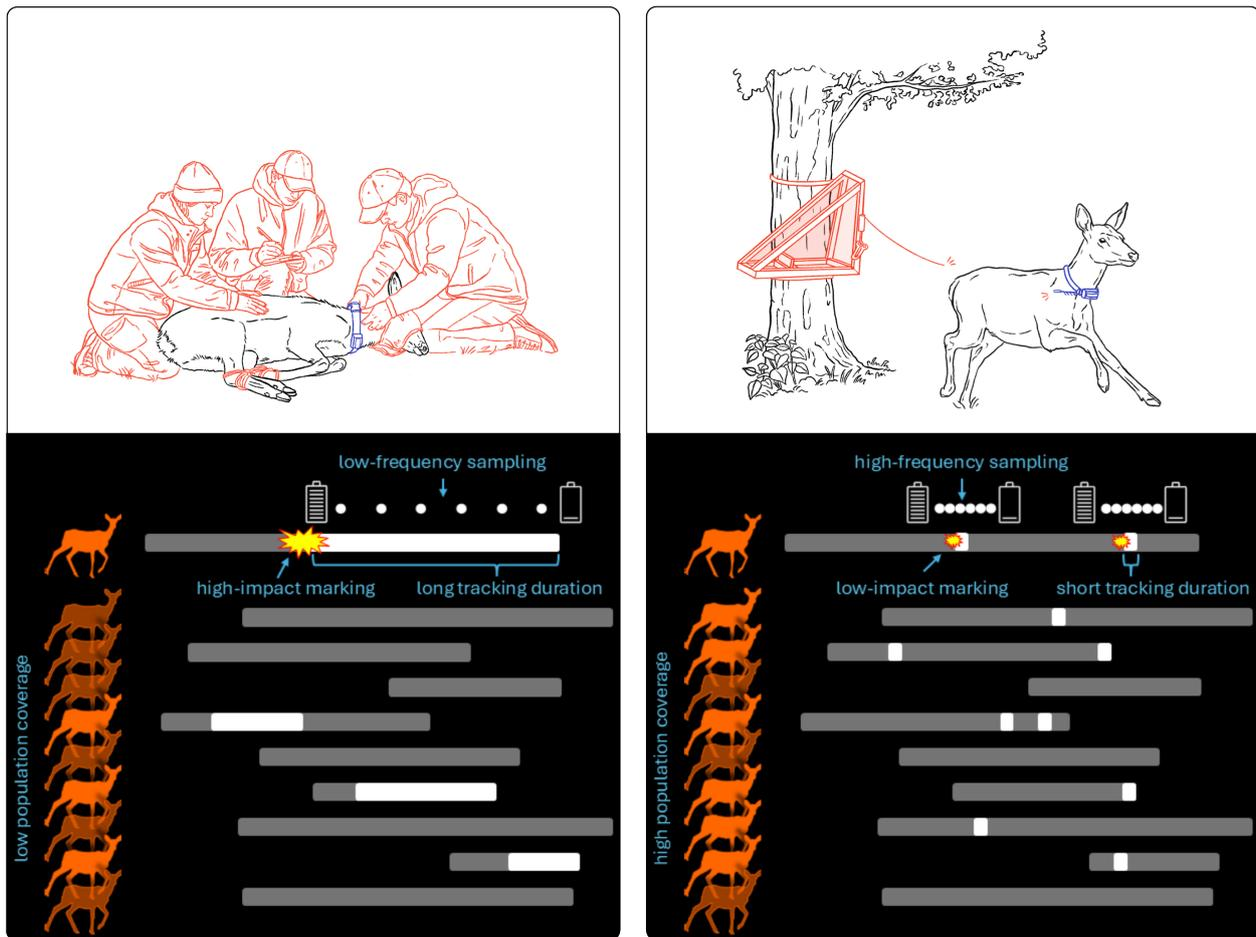 low-frequency sampling
high-impact marking
long tracking duration
low population coverage
high-frequency sampling
low-impact marking
short tracking duration
high population coverage